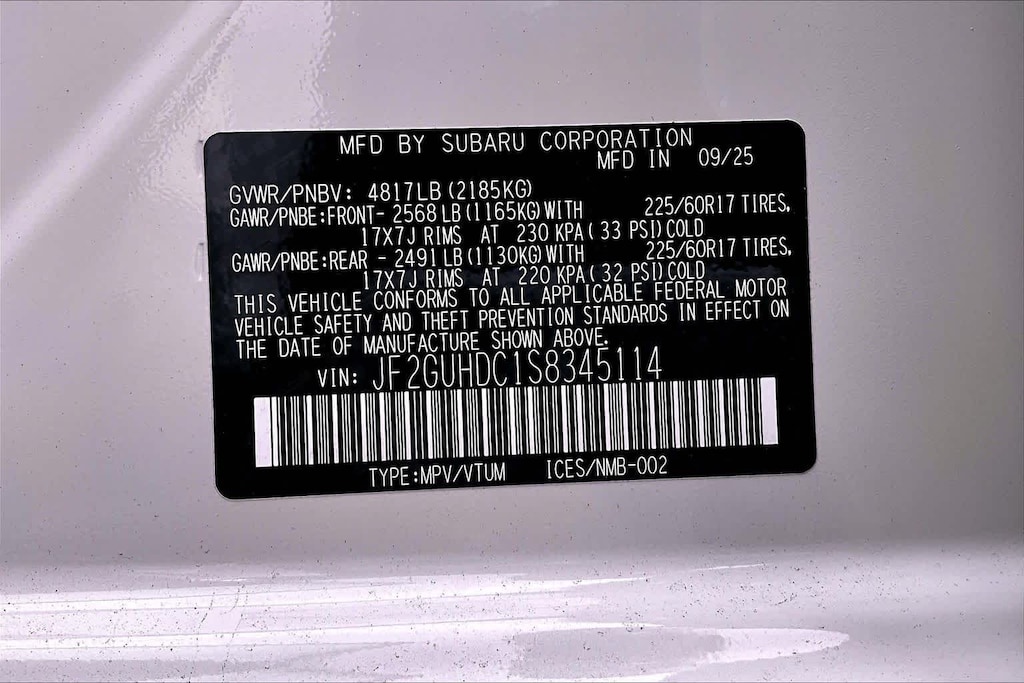 MFD BY SUBARU CORPORATION
MFD IN 09/25
GVWR/PNBV: 4817LB (2185KG)
GAWR/PNBE:FRONT- 2568 LB (1165KG) WITH 225/60R17 TIRES,
17X7J RIMS AT 230 KPA ( 33 PSI) COLD
GAWR/PNBE:REAR - 2491 LB (1130KG) WITH 225/60R17 TIRES,
17X7J RIMS AT 220 KPA ( 32 PSI) COLD
THIS VEHICLE CONFORMS TO ALL APPLICABLE FEDERAL MOTOR
VEHICLE SAFETY AND THEFT PREVENTION STANDARDS IN EFFECT ON
THE DATE OF MANUFACTURE SHOWN ABOVE.
VIN: JF2GUHDC1S8345114
TYPE:MPV/VTUM ICES/NMB-002